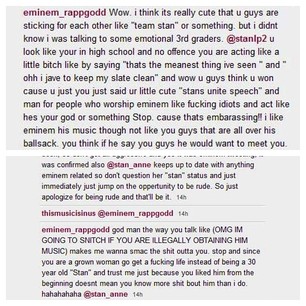 eminem_rappgodd Wow. i think its really cute that u guys are
sticking for each other like "team stan" or something. but i didnt
know i was talking to some emotional 3rd graders. @stanlp2 u
look like your in high school and no offence you are acting like a
little bitch like by saying "thats the meanest thing ive seen " and "
ohh i jave to keep my slate clean" and wow u guys think u won
cause u just you just said ur little cute "stans unite speech" and
man for people who worship eminem like fucking idiots and act like
hes your god or something Stop. cause thats embarassing!! i like
eminem his music though not like you guys that are all over his
ballsack. you think if he say you guys he would want to meet you.
was confirmed also @stan_anne keeps up to date with anything
eminem related so don't question her "stan" status and just
immediately just jump on the opportunity to be rude. So just
apologize for being rude and that'll be it. 14h
thismusicisinus @eminem_rappgodd 14h
eminem_rappgodd god man the way you talk like (OMG IM
GOING TO SNITCH IF YOU ARE ILLEGALLY OBTAINING HIM
MUSIC) makes me wanna smac the shit outta you. stop and since
you are a grown woman go get a fucking life instead of being a 30
year old "Stan" and trust me just because you liked him from the
beginning doesnt mean you know more shit bout him than i do.
hahahahaha @stan_anne 14h